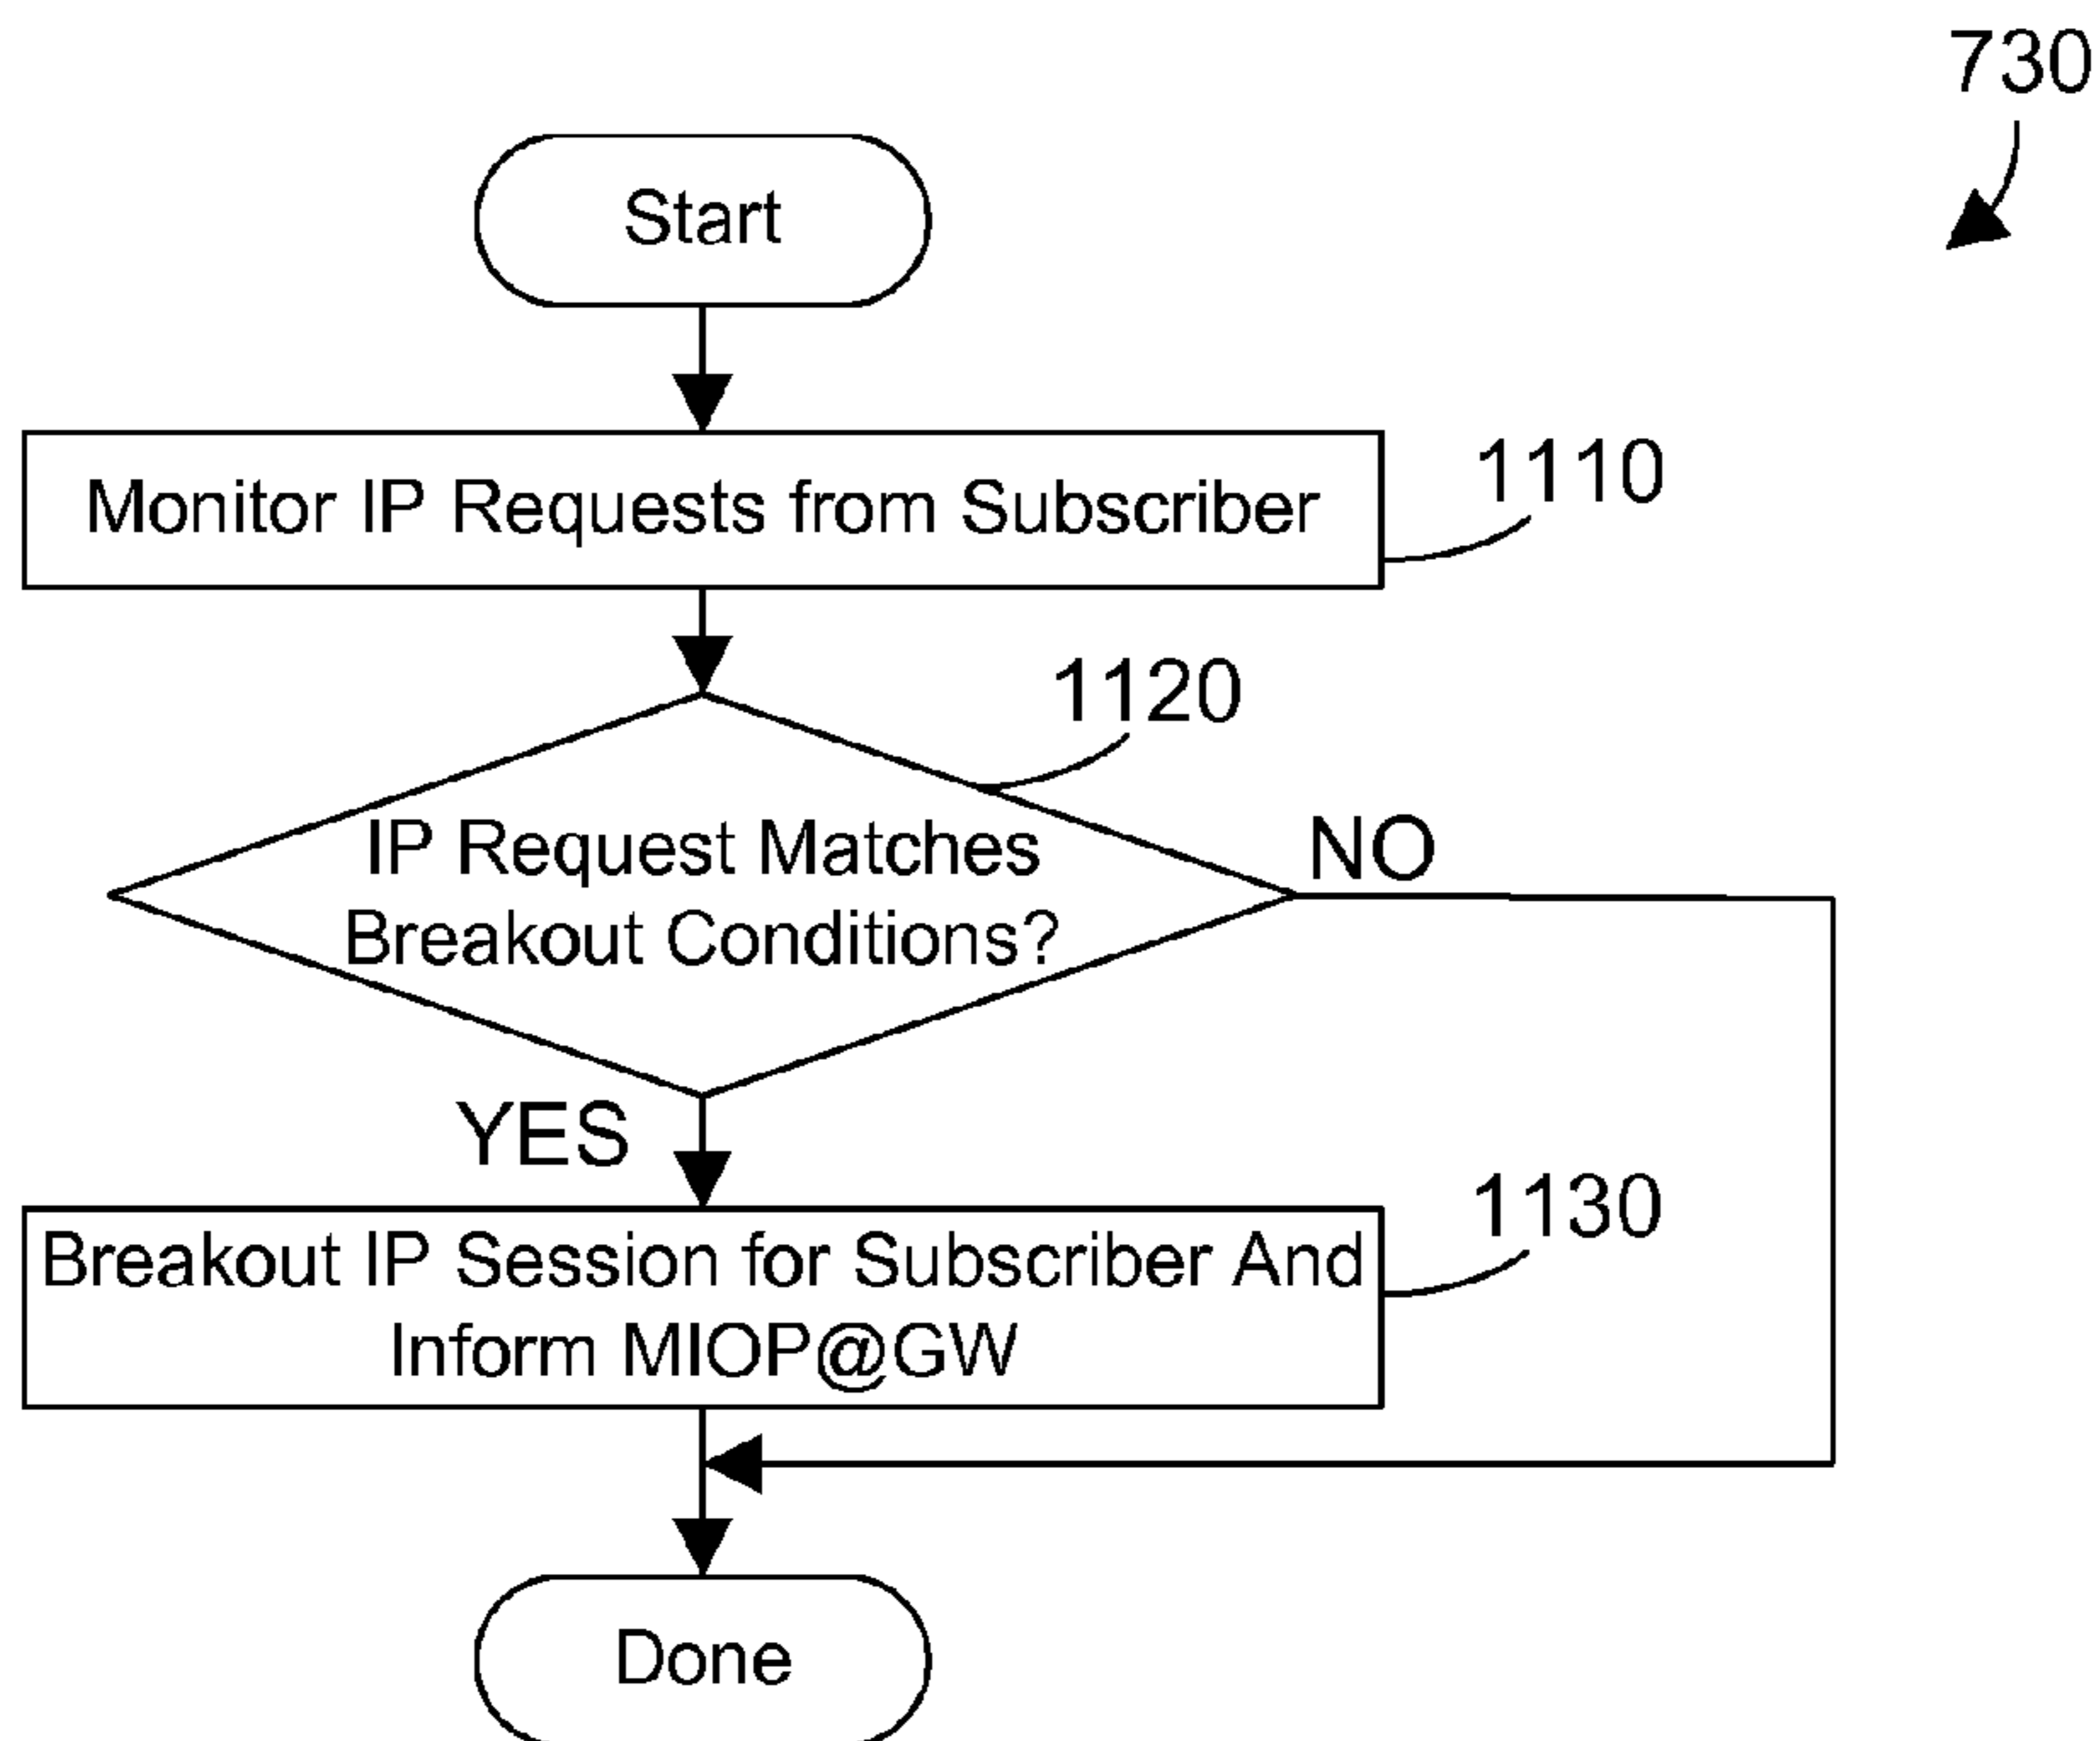 730
Start
Monitor IP Requests from Subscriber
1110
1120
IP Request Matches
Breakout Conditions?
NO
YES
1130
Breakout IP Session for Subscriber And
Inform MIOP@GW
Done